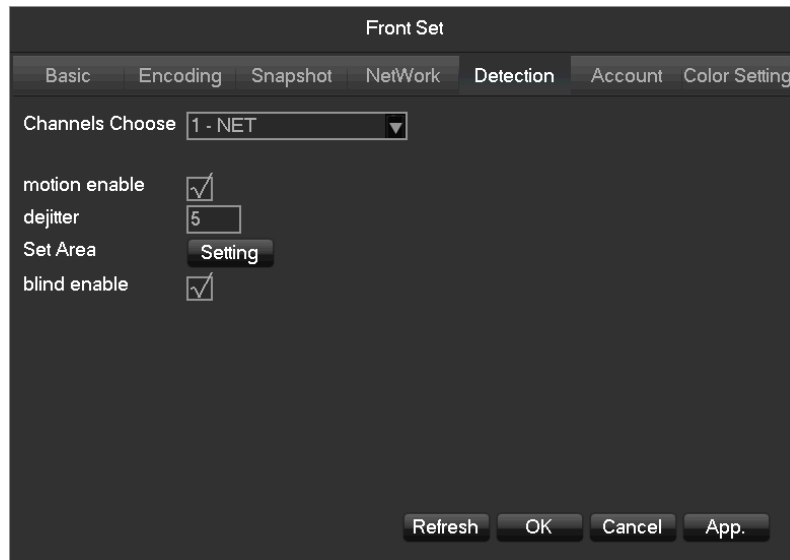 Front Set
Basic Encoding Snapshot NetWork Detection Account Color Setting
Channels Choose 1 - NET
motion enable
dejitter 5
Set Area Setting
blind enable
Refresh OK Cancel App.